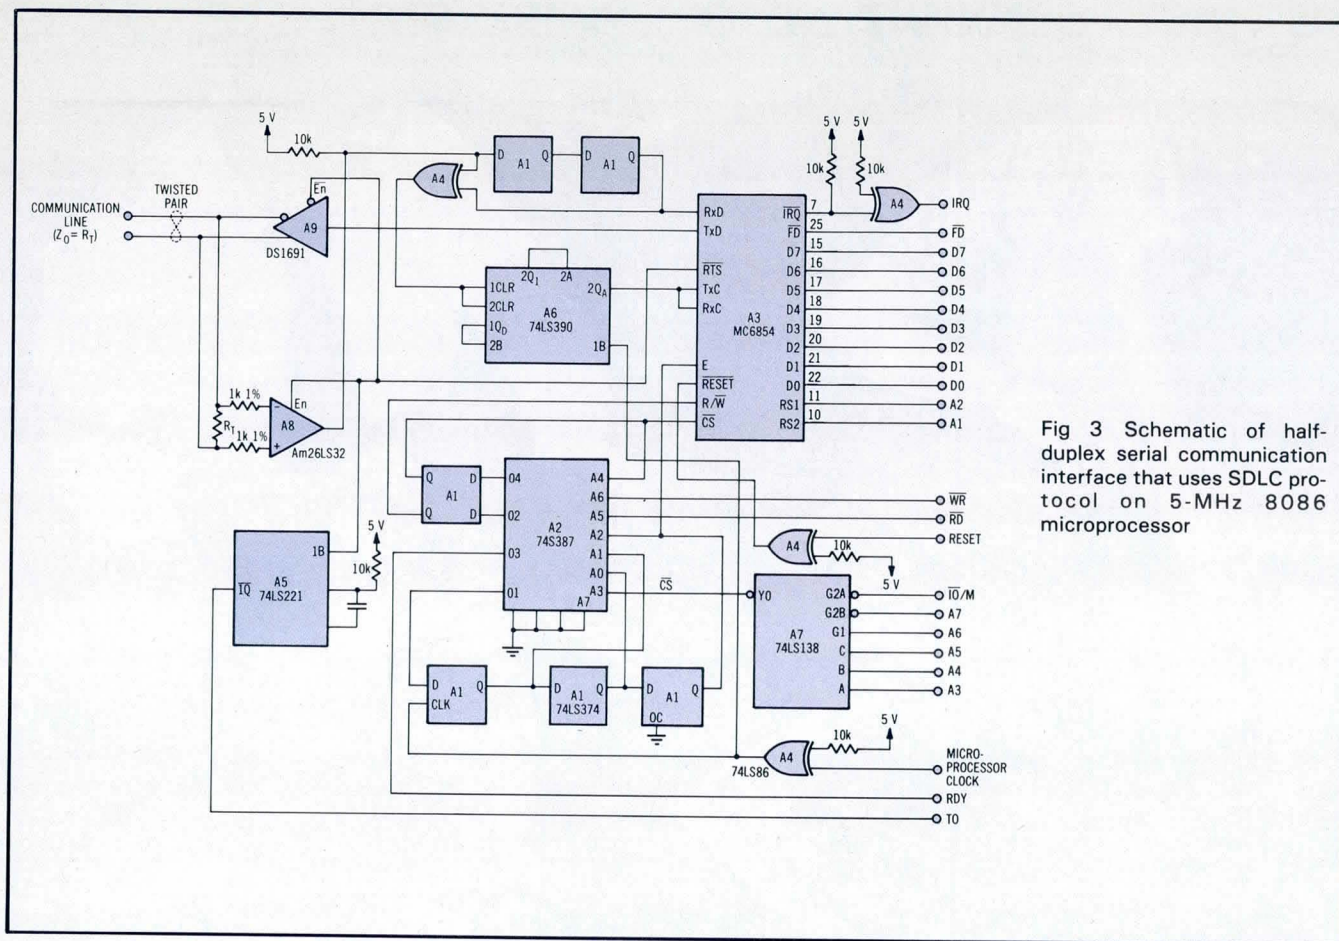 5 V
10k
TWISTED
PAIR
COMMUNICATION
LINE
(Z0 = RT)
En
A9
DS1691
A4
D A1 Q
D A1 Q
5 V 5 V
10k 10k
A4
IRQ
RxD
TxD
RTS
TxC
RxC
E
RESET
R/W
CS
A3
MC6854
IRQ 7
FD 25 FD
D7 15 D7
D6 16 D6
D5 17 D5
D4 18 D4
D3 19 D3
D2 20 D2
D1 21 D1
D0 22 D0
RS1 11 A2
RS2 10 A1
2Q1 2A
1CLR
2CLR
1QD
2B
2QA
1B
A6
74LS390
1k 1%
RT
1k 1%
En
A8
Am26LS32
Q D
A1
Q D
04
02
03
01
A2
74S387
A4
A6
A5
A2
A1
A0
A3
A7
CS
WR
RD
RESET
A4
10k
5 V
5 V
10k
1B
A5
74LS221
1Q
Y0
A7
74LS138
G2A
G2B
G1
C
B
A
IO/M
A7
A6
A5
A4
A3
D A1 Q
CLK
D A1 Q
74LS374
D A1 Q
OC
74LS86
A4
10k
5 V
MICRO-
PROCESSOR
CLOCK
RDY
TO
Fig 3 Schematic of half-
duplex serial communication
interface that uses SDLC pro-
tocol on 5-MHz 8086
microprocessor